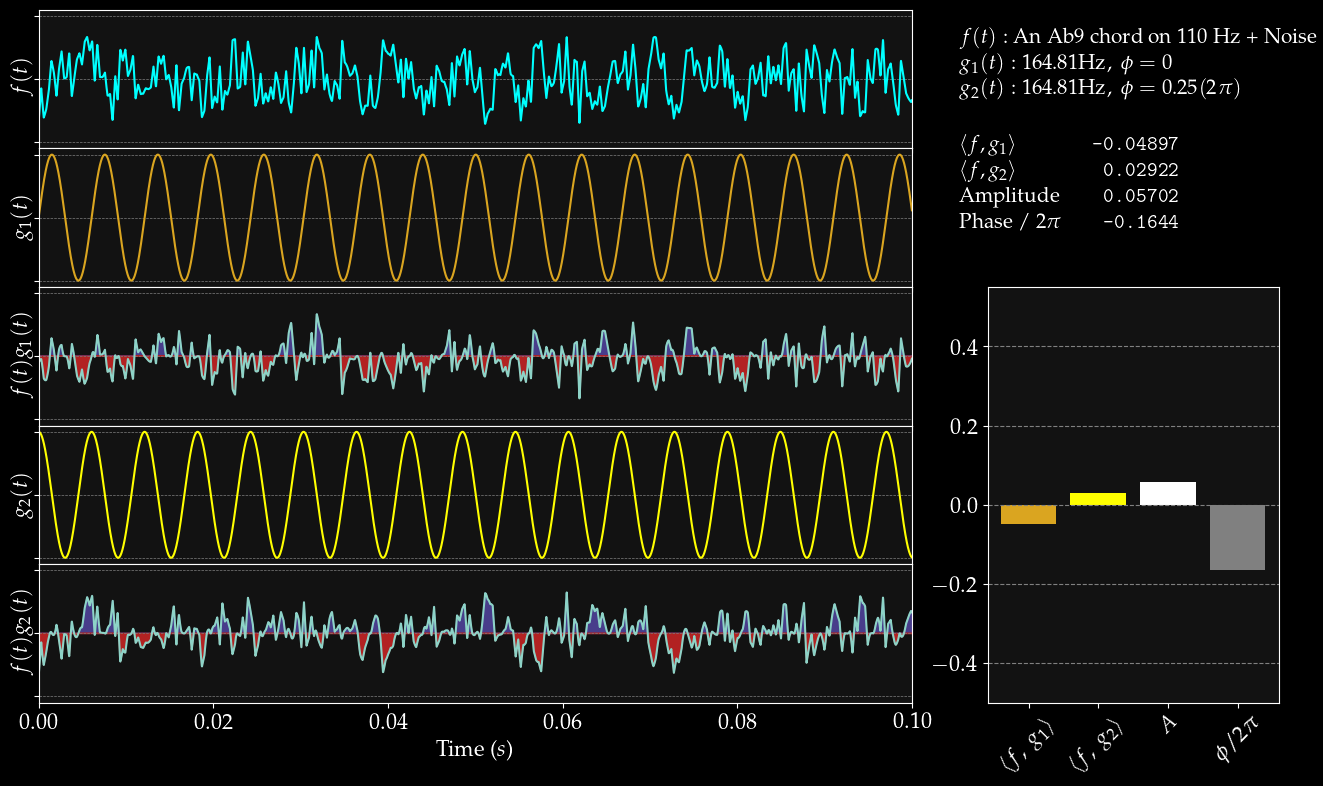 f(t)
g₁(t)
f(t)g₁(t)
g₂(t)
f(t)g₂(t)
0.00 0.02 0.04 0.06 0.08 0.10
Time (s)
f(t) : An Ab9 chord on 110 Hz + Noise
g₁(t) : 164.81Hz, ϕ = 0
g₂(t) : 164.81Hz, ϕ = 0.25(2π)
⟨f, g₁⟩ -0.04897
⟨f, g₂⟩ 0.02922
Amplitude 0.05702
Phase / 2π -0.1644
0.4
0.2
0.0
−0.2
−0.4
⟨f, g₁⟩ ⟨f, g₂⟩ A ϕ/2π